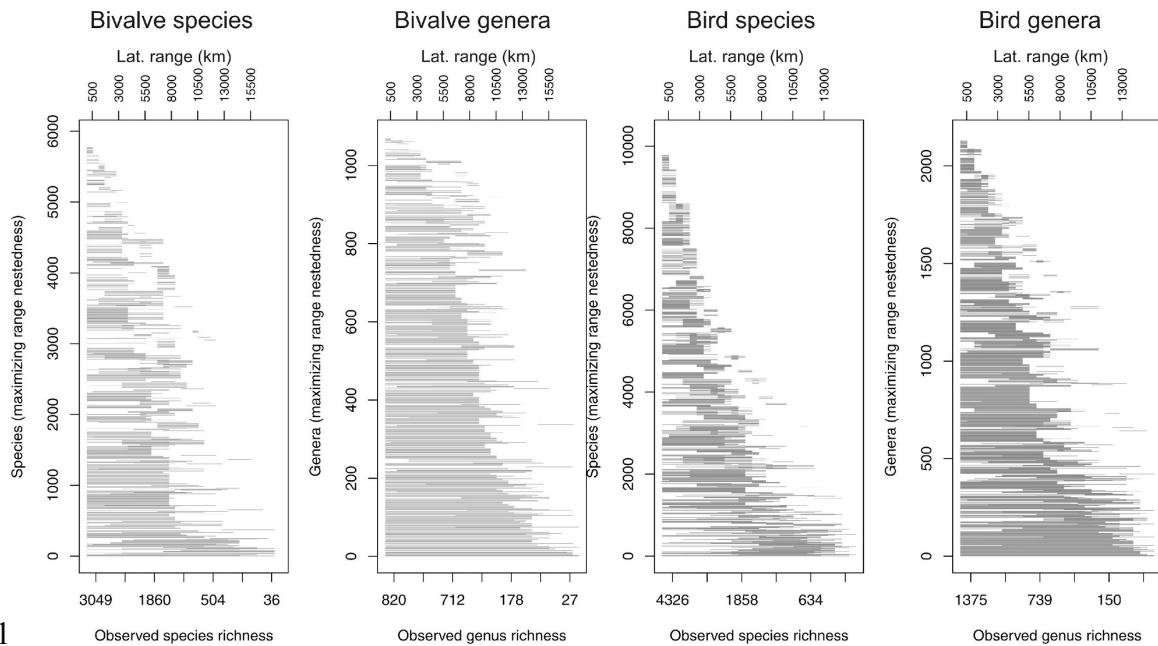 Bivalve species
Lat. range (km)
500 3000 5500 8000 10500 13000 15500
Species (maximizing range nestedness)
6000
5000
4000
3000
2000
1000
0
3049 1860 504 36
Observed species richness
Bivalve genera
Lat. range (km)
500 3000 5500 8000 10500 15500
Genera (maximizing range nestedness)
1000
800
600
400
200
0
820 712 178 27
Observed genus richness
Bird species
Lat. range (km)
500 3000 5500 8000 10500 13000
Species (maximizing range nestedness)
10000
8000
6000
4000
2000
0
4326 1858 634
Observed species richness
Bird genera
Lat. range (km)
500 3000 5500 8000 10500 13000
Genera (maximizing range nestedness)
2000
1500
1000
500
0
1375 739 150
Observed genus richness
1